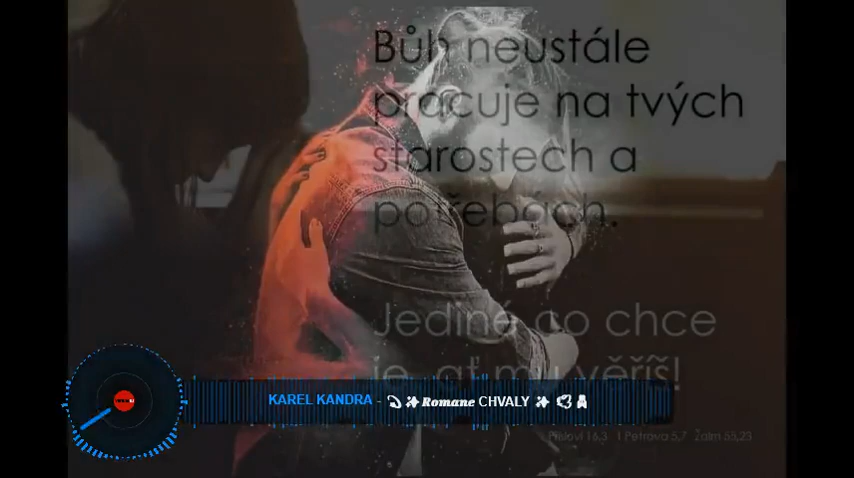 Bůh neustále
pracuje na tvých
starostech a
potřebách.
Jediné co chce
je, ať mu věříš!
KAREL KANDRA - Romane CHVALY
Přísloví 16,3 1 Petrova 5,7 Žalm 55,23